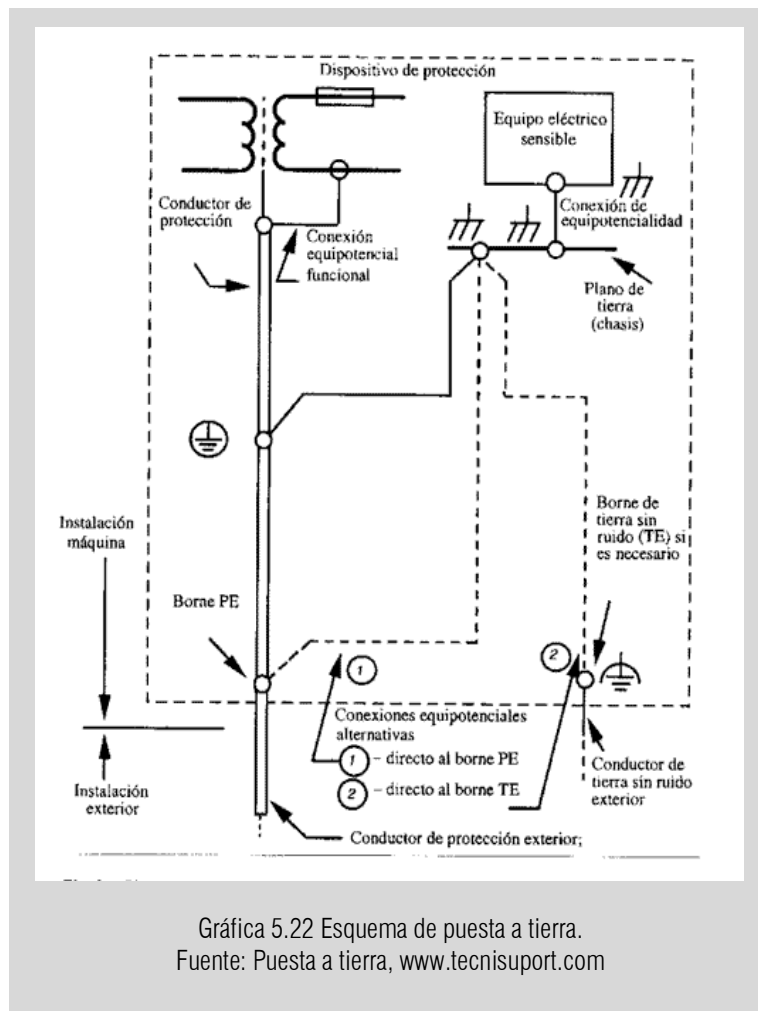 Dispositivo de protección
Equipo eléctrico
sensible
Conductor de
protección
Conexión
equipotencial
funcional
Conexión de
equipotencialidad
Plano de
tierra
(chasis)
Instalación
máquina
Borne PE
Borne de
tierra sin
ruido (TE) si
es necesario
1
2
Conexiones equipotenciales
alternativas
1 – directo al borne PE
2 – directo al borne TE
Instalación
exterior
Conductor de
tierra sin ruido
exterior
Conductor de protección exterior;
Gráfica 5.22 Esquema de puesta a tierra.
Fuente: Puesta a tierra, www.tecnisuport.com